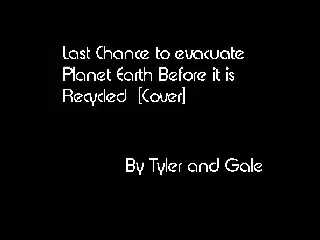 Last Chance to evacuate
Planet Earth Before it is
Recycled [Cover]
By Tyler and Gale